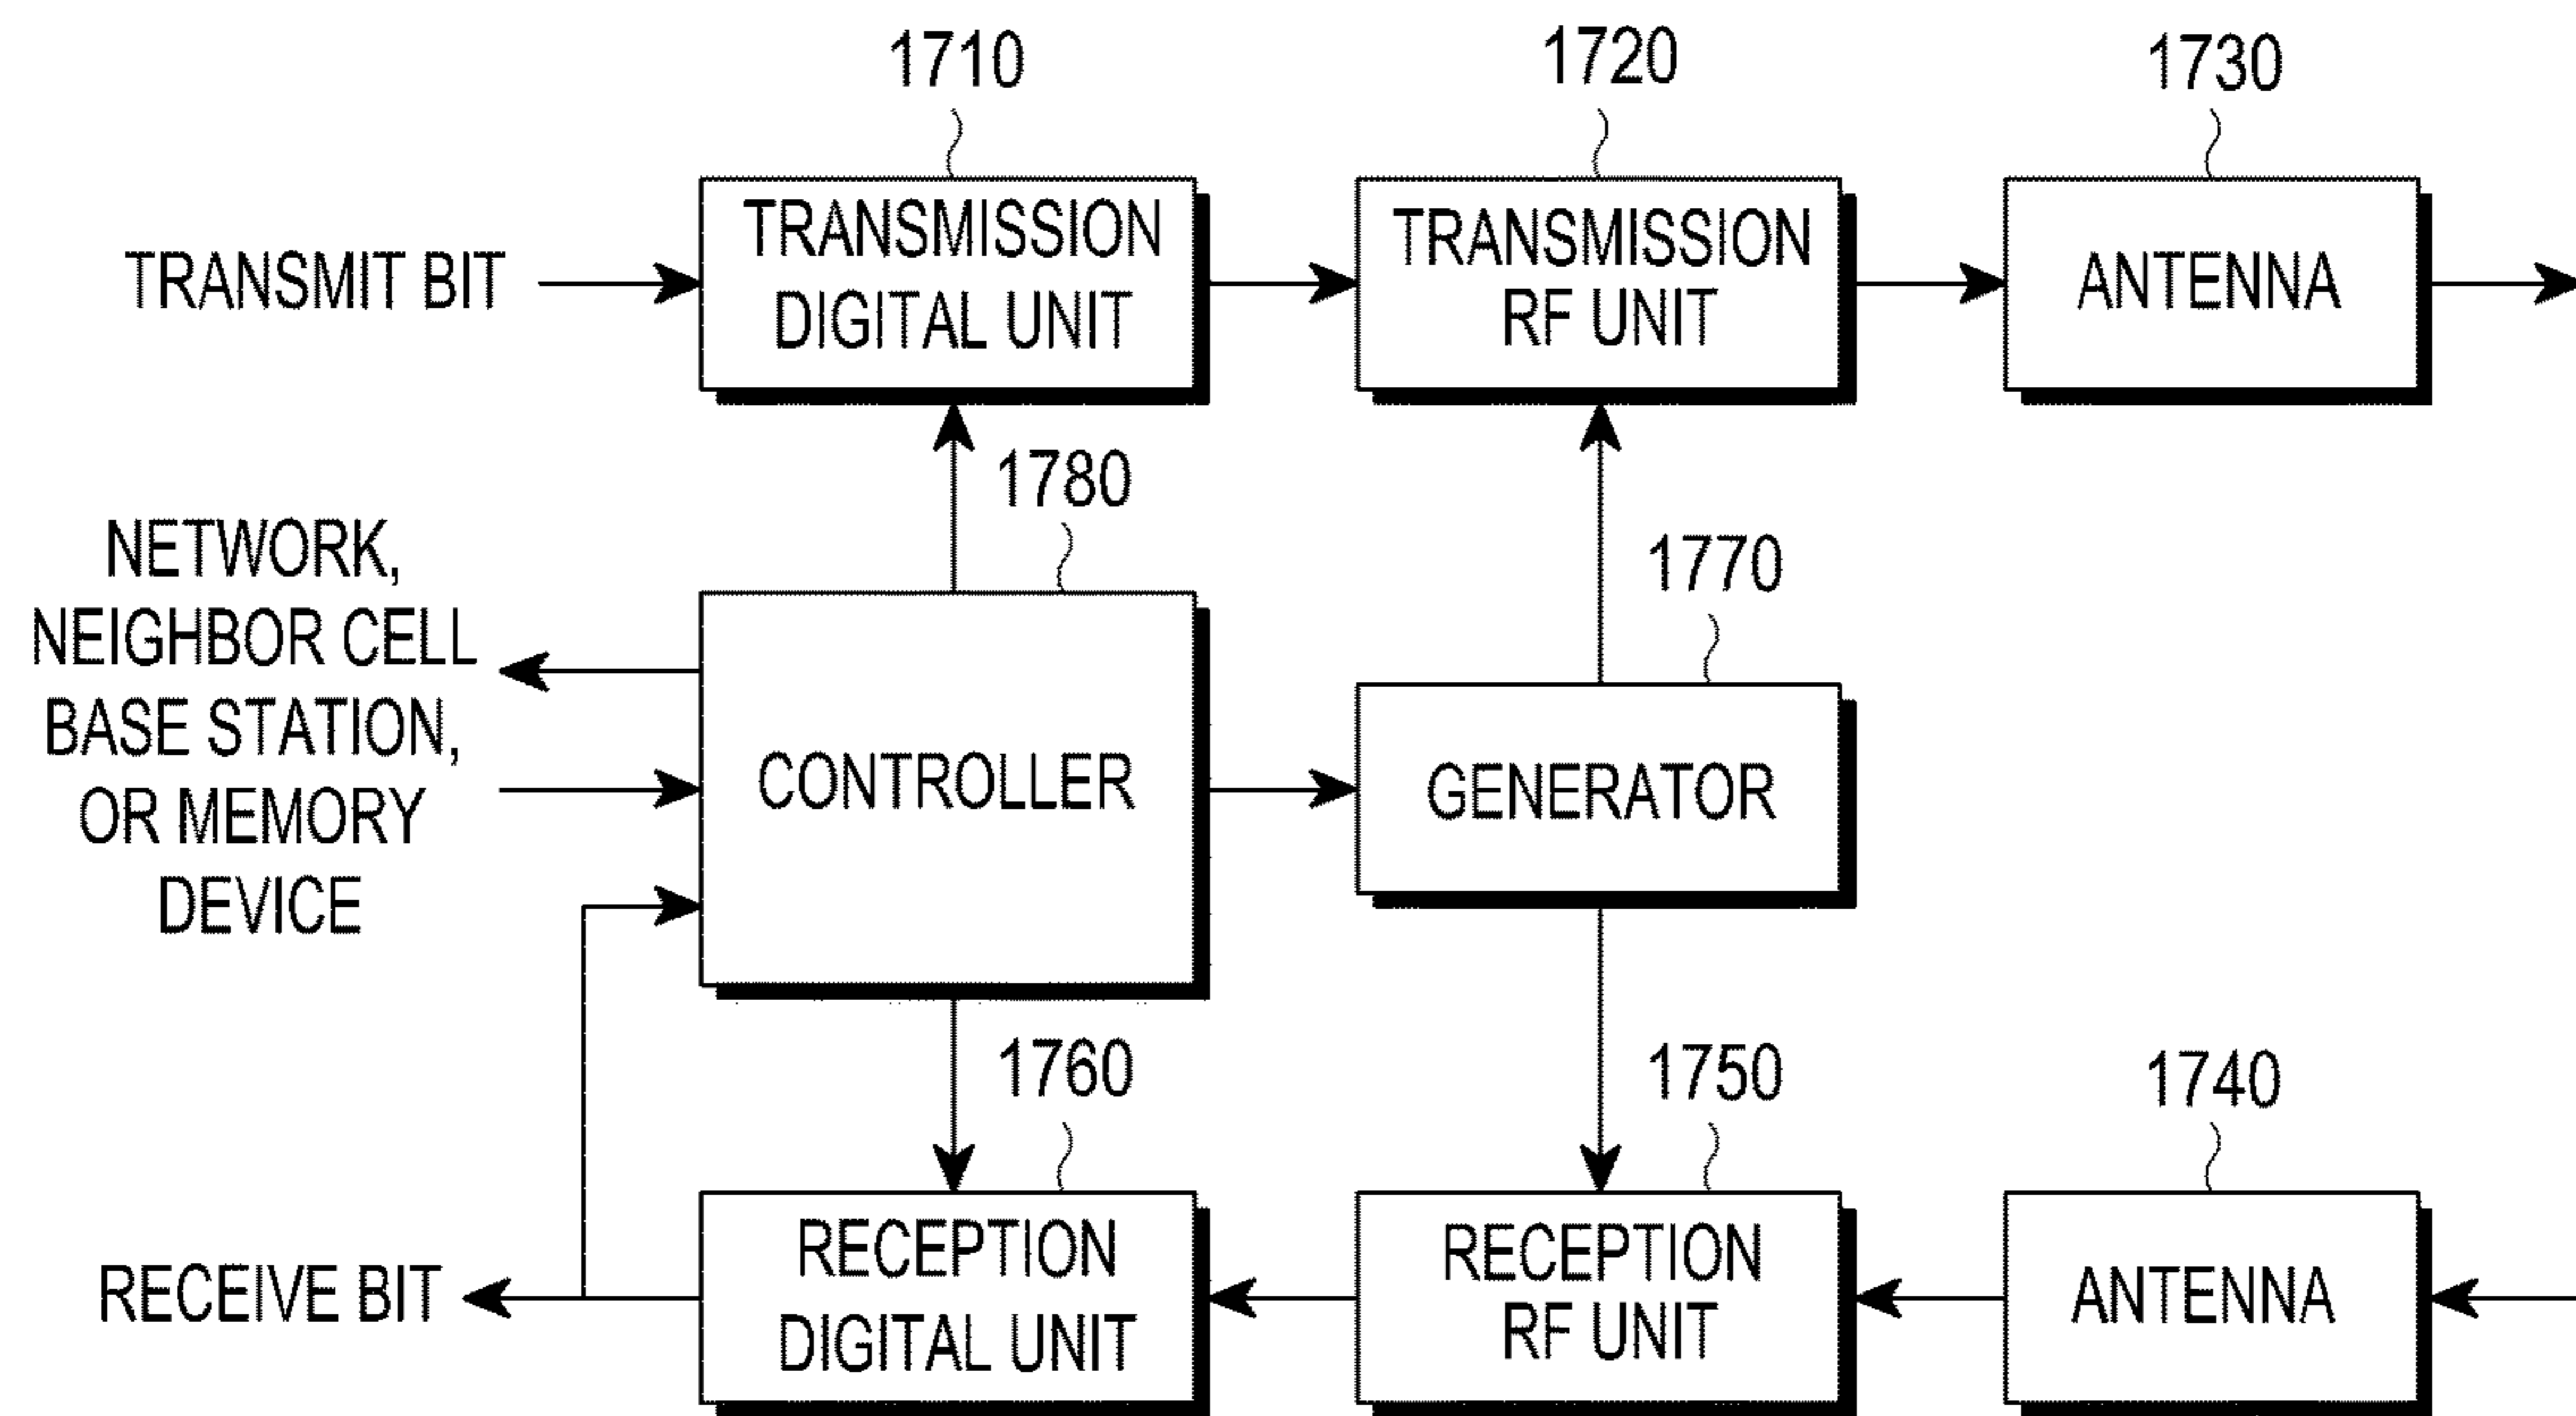 1710
1720
1730
TRANSMIT BIT
TRANSMISSION
DIGITAL UNIT
TRANSMISSION
RF UNIT
ANTENNA
1780
1770
NETWORK,
NEIGHBOR CELL
BASE STATION,
OR MEMORY
DEVICE
CONTROLLER
GENERATOR
1760
1750
1740
RECEIVE BIT
RECEPTION
DIGITAL UNIT
RECEPTION
RF UNIT
ANTENNA